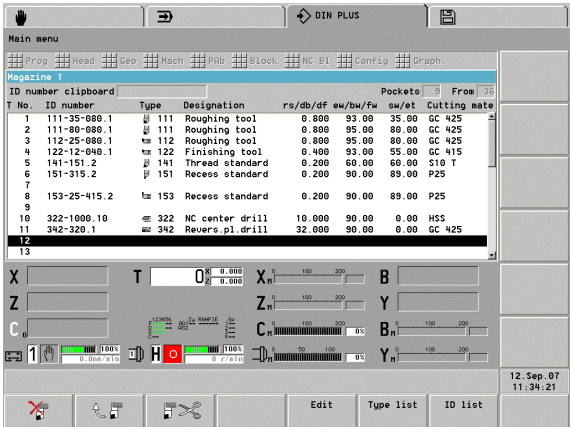 DIN PLUS
Main menu
Prog Head Geo Mach PAb Block NC Bl Config Graph.
Magazine 1
ID number clipboard Pockets 9 From 36
T No. ID number Type Designation rs/db/df ew/bw/fw sw/et Cutting mate
1 111-35-080.1 111 Roughing tool 0.800 93.00 35.00 GC 425
2 111-80-080.1 111 Roughing tool 0.800 95.00 80.00 GC 425
3 112-25-080.1 112 Roughing tool 0.800 95.00 80.00 GC 425
4 122-12-040.1 122 Finishing tool 0.400 93.00 55.00 GC 415
5 141-151.2 141 Thread standard 0.200 60.00 60.00 S10 T
6 151-315.2 151 Recess standard 0.200 90.00 89.00 P25
7
8 153-25-415.2 153 Recess standard 0.200 90.00 89.00 P25
9
10 322-1000.10 322 NC center drill 10.000 90.00 0.00 HSS
11 342-320.1 342 Revers.pl.drill 32.000 90.00 0.00 GC 425
12
13
X T 0 X 0.000 Z 0.000 X M 0 100 200 B
Z Z M 0 100 200 Y
C 0 123456 Zu RAHFIE Sp C M 0% B M 0 100 200
1 100% 0.0mm/min H 0 100% 0 r/min 0 50 100 0% Y M 0 100 200
12.Sep.07
11:34:21
Edit Type list ID list